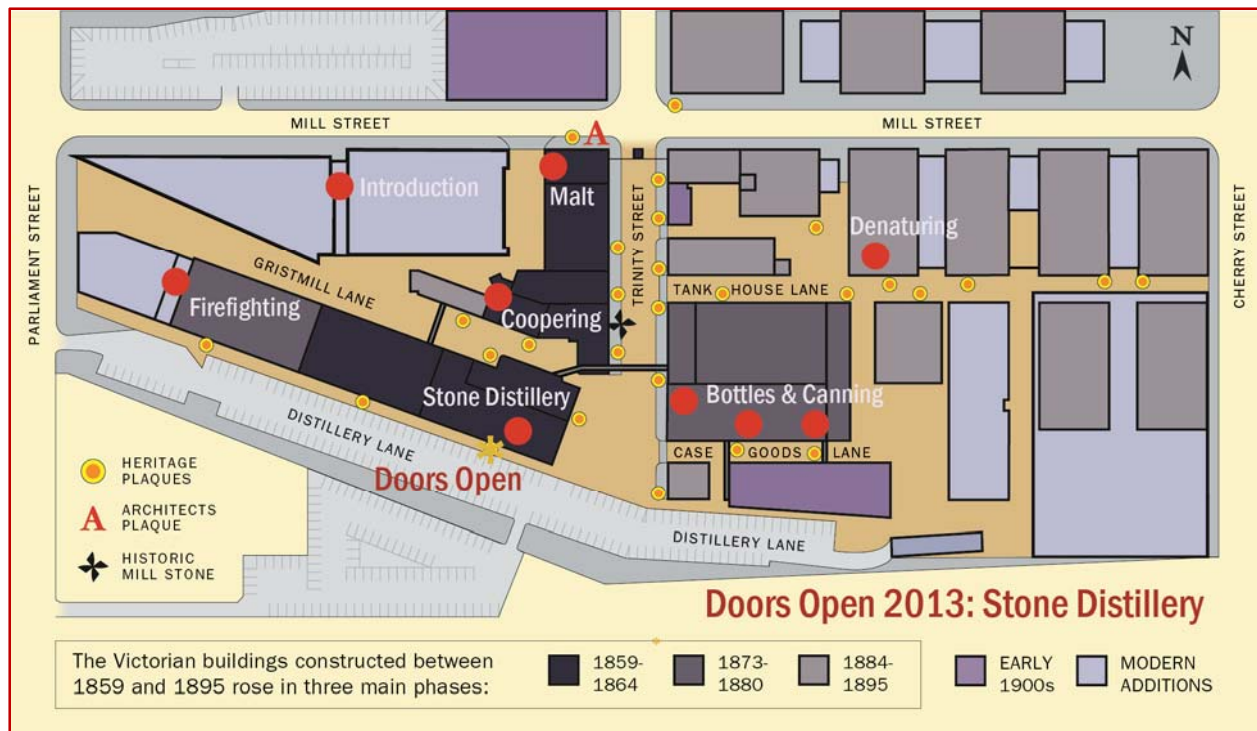 N
MILL STREET
MILL STREET
A
Introduction
Malt
PARLIAMENT STREET
TRINITY STREET
CHERRY STREET
Denaturing
GRISTMILL LANE
TANK HOUSE LANE
Firefighting
Coopering
Stone Distillery
Bottles & Canning
DISTILLERY LANE
CASE GOODS LANE
Doors Open
HERITAGE
PLAQUES
A ARCHITECTS
PLAQUE
HISTORIC
MILL STONE
DISTILLERY LANE
Doors Open 2013: Stone Distillery
The Victorian buildings constructed between
1859 and 1895 rose in three main phases:
1859-
1864
1873-
1880
1884-
1895
EARLY
1900s
MODERN
ADDITIONS